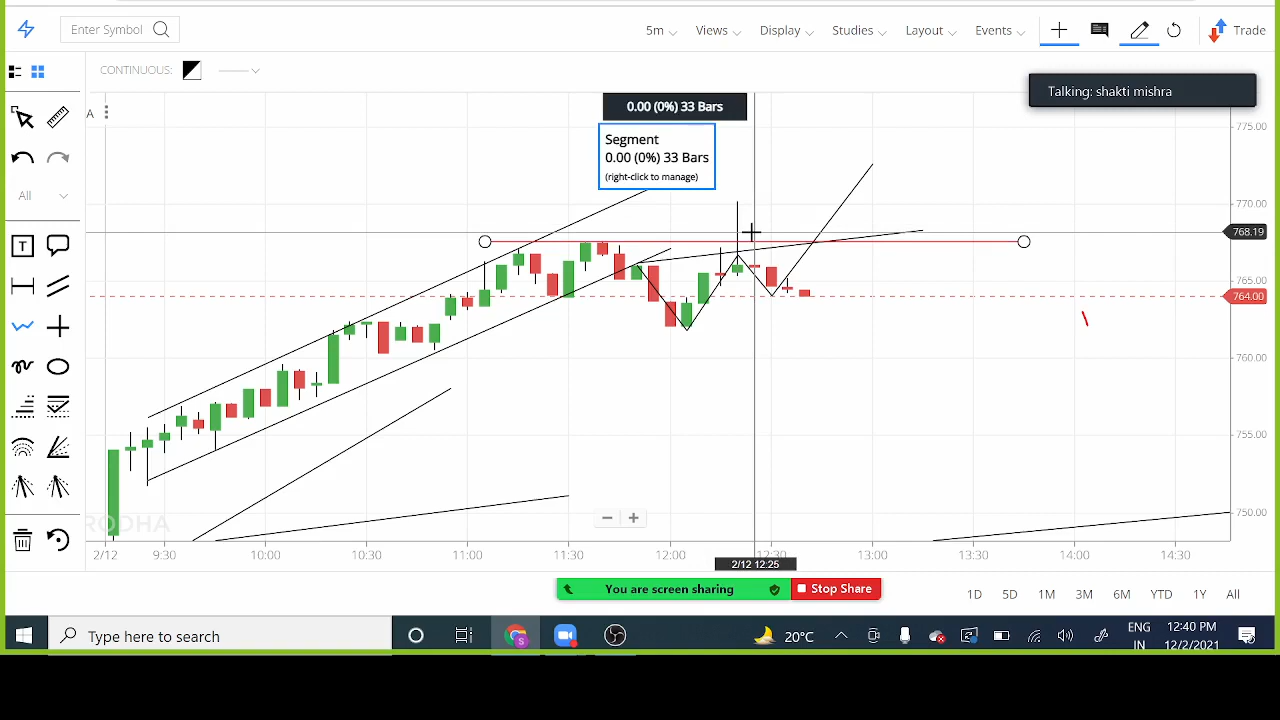 Enter Symbol
5m
Views
Display
Studies
Layout
Events
Trade
CONTINUOUS:
Talking: shakti mishra
0.00 (0%) 33 Bars
A
775.00
Segment
0.00 (0%) 33 Bars
(right-click to manage)
All
770.00
768.19
765.00
764.00
760.00
755.00
750.00
RODHA
2/12
9:30
10:00
10:30
11:00
11:30
12:00
12:30
13:00
13:30
14:00
14:30
2/12 12:25
You are screen sharing
Stop Share
1D
5D
1M
3M
6M
YTD
1Y
All
Type here to search
20°C
ENG
IN
12:40 PM
12/2/2021